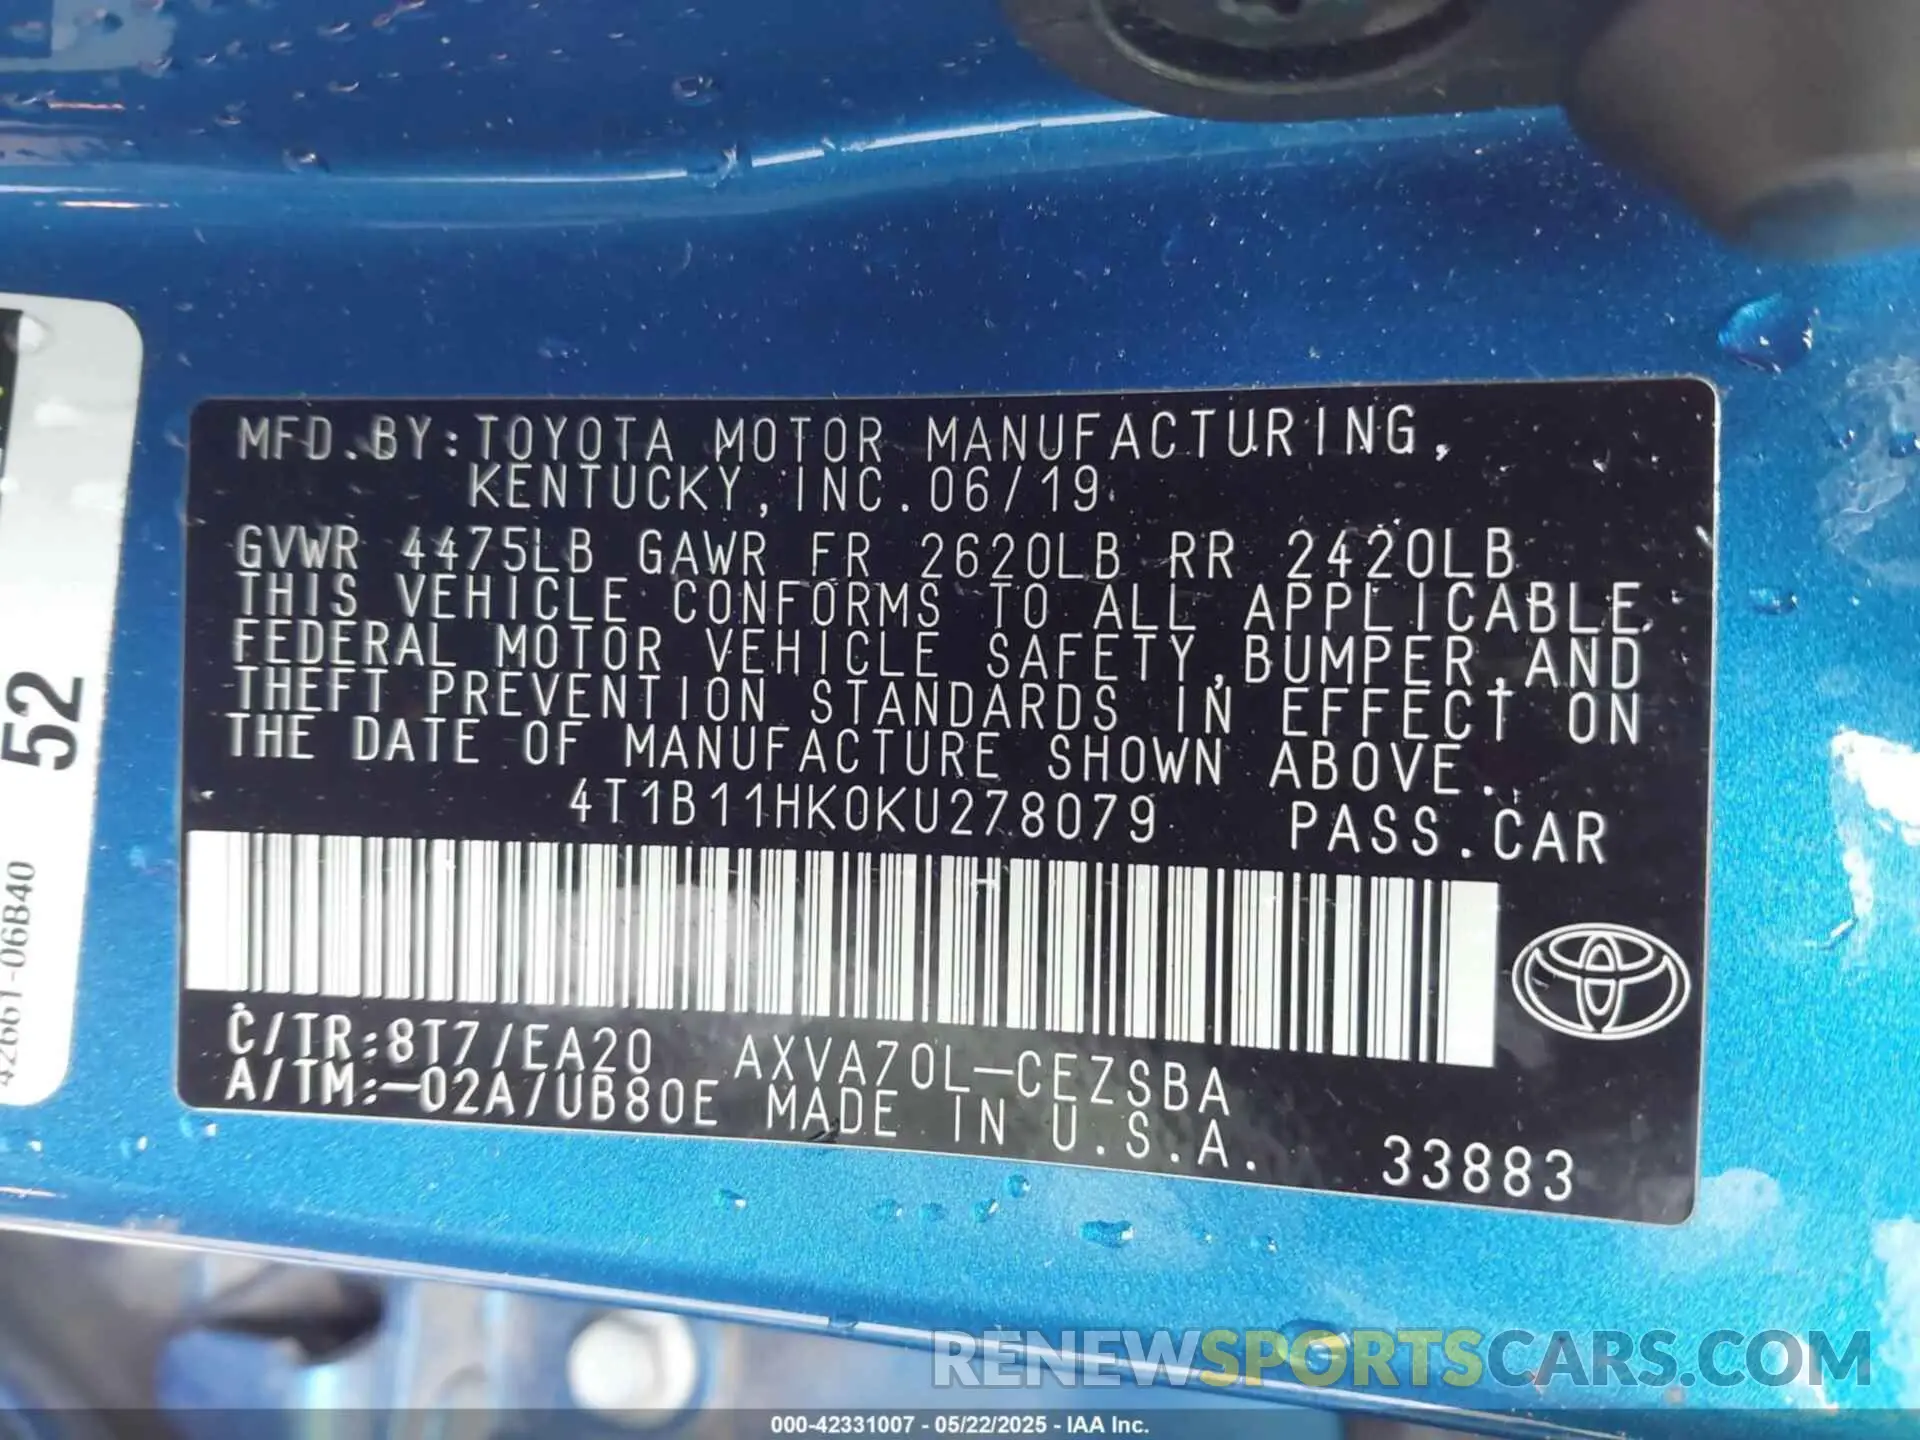 MFD.BY:TOYOTA MOTOR MANUFACTURING,
KENTUCKY,INC.06/19
GVWR 4475LB GAWR FR 2620LB RR 2420LB
THIS VEHICLE CONFORMS TO ALL APPLICABLE
FEDERAL MOTOR VEHICLE SAFETY,BUMPER,AND
THEFT PREVENTION STANDARDS IN EFFECT ON
THE DATE OF MANUFACTURE SHOWN ABOVE.
4T1B11HK0KU278079 PASS.CAR
H
C/TR:8T7/EA20 AXVA70L-CEZSBA
A/TM:-02A/UB80E MADE IN U.S.A.
33883
52
42661-06B40
RENEWSPORTSCARS.COM
000-42331007 - 05/22/2025 - IAA Inc.